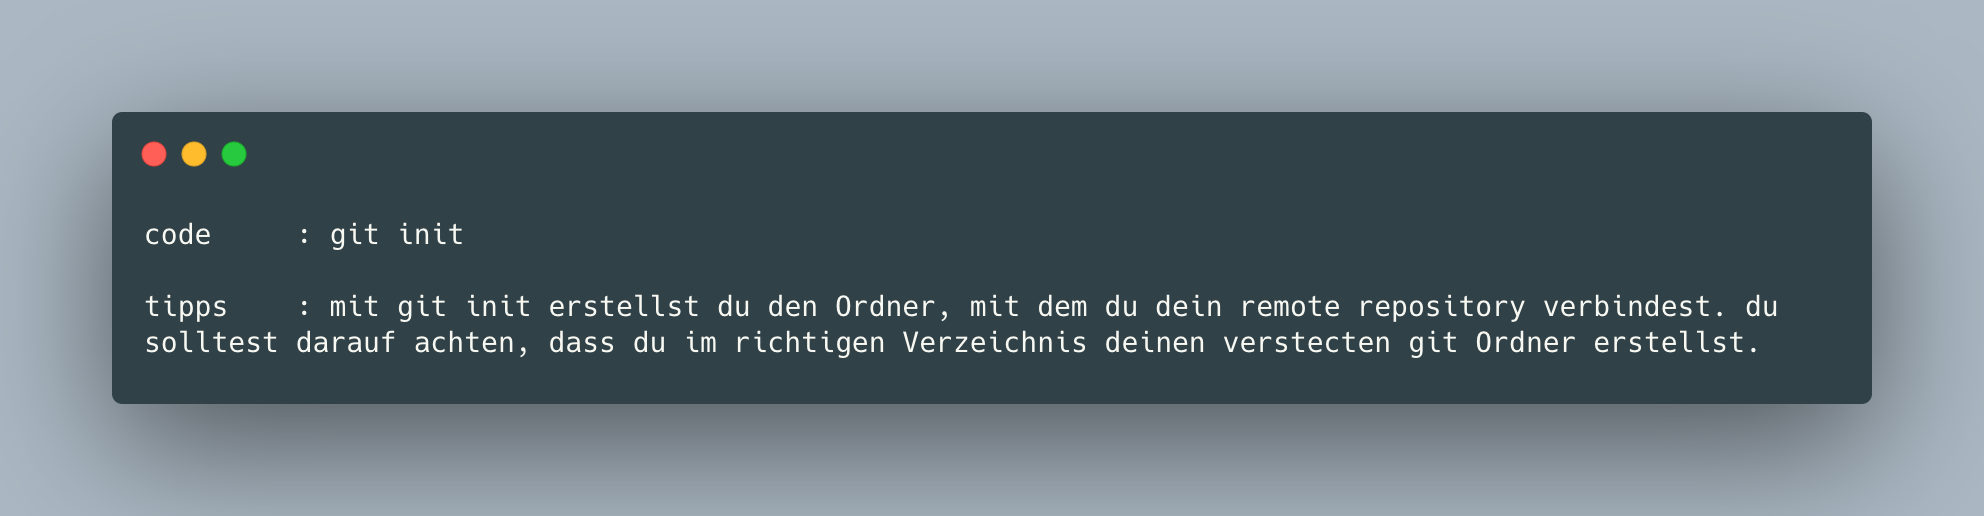 code     : git init
tipps    : mit git init erstellst du den Ordner, mit dem du dein remote repository verbindest. du
solltest darauf achten, dass du im richtigen Verzeichnis deinen verstecten git Ordner erstellst.